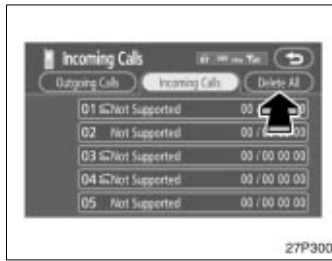 Incoming Calls
Outgoing Calls Incoming Calls Delete All
01 Not Supported 00
02 Not Supported 00 / 00 00 00
03 Not Supported 00 / 00 00 00
04 Not Supported 00 / 00 00 00
05 Not Supported 00 / 00 00 00
27P300